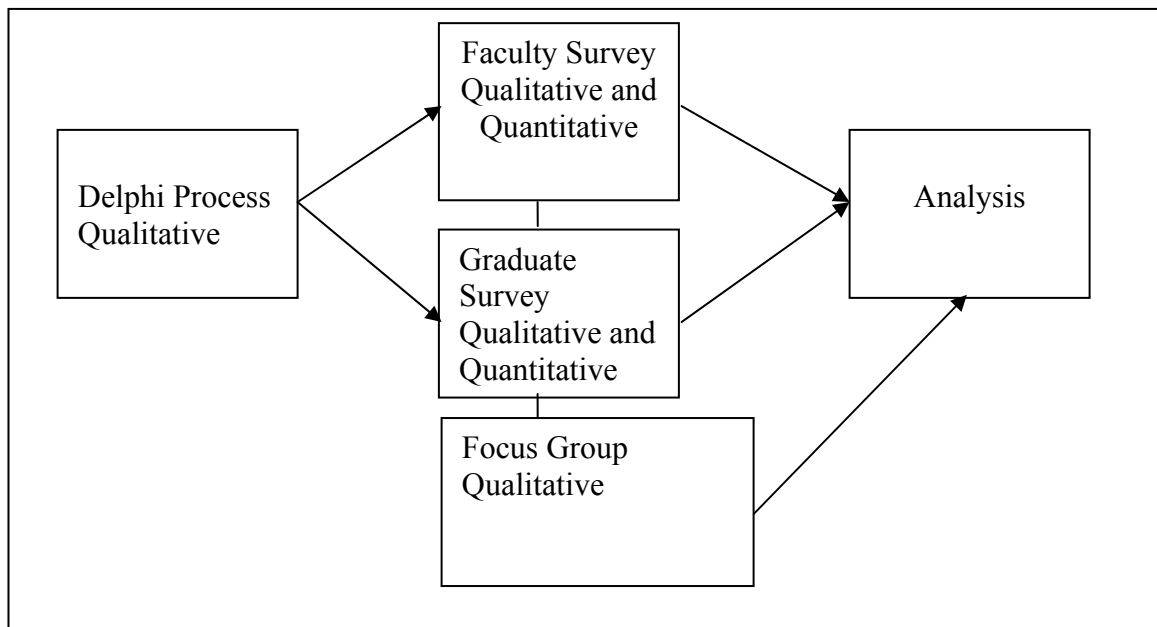 Delphi Process
Qualitative
Faculty Survey
Qualitative and
Quantitative
Graduate
Survey
Qualitative and
Quantitative
Focus Group
Qualitative
Analysis